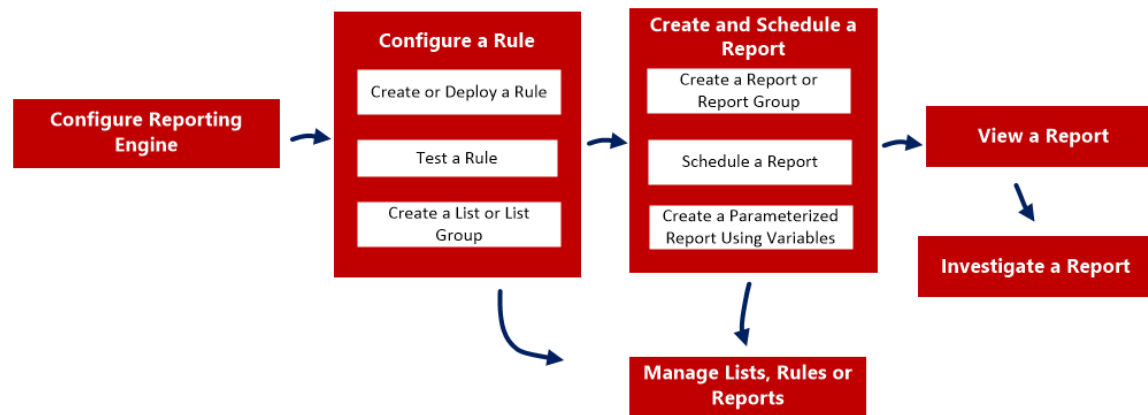 Configure Reporting
Engine
Configure a Rule
Create or Deploy a Rule
Test a Rule
Create a List or List
Group
Create and Schedule a
Report
Create a Report or
Report Group
Schedule a Report
Create a Parameterized
Report Using Variables
View a Report
Investigate a Report
Manage Lists, Rules or
Reports